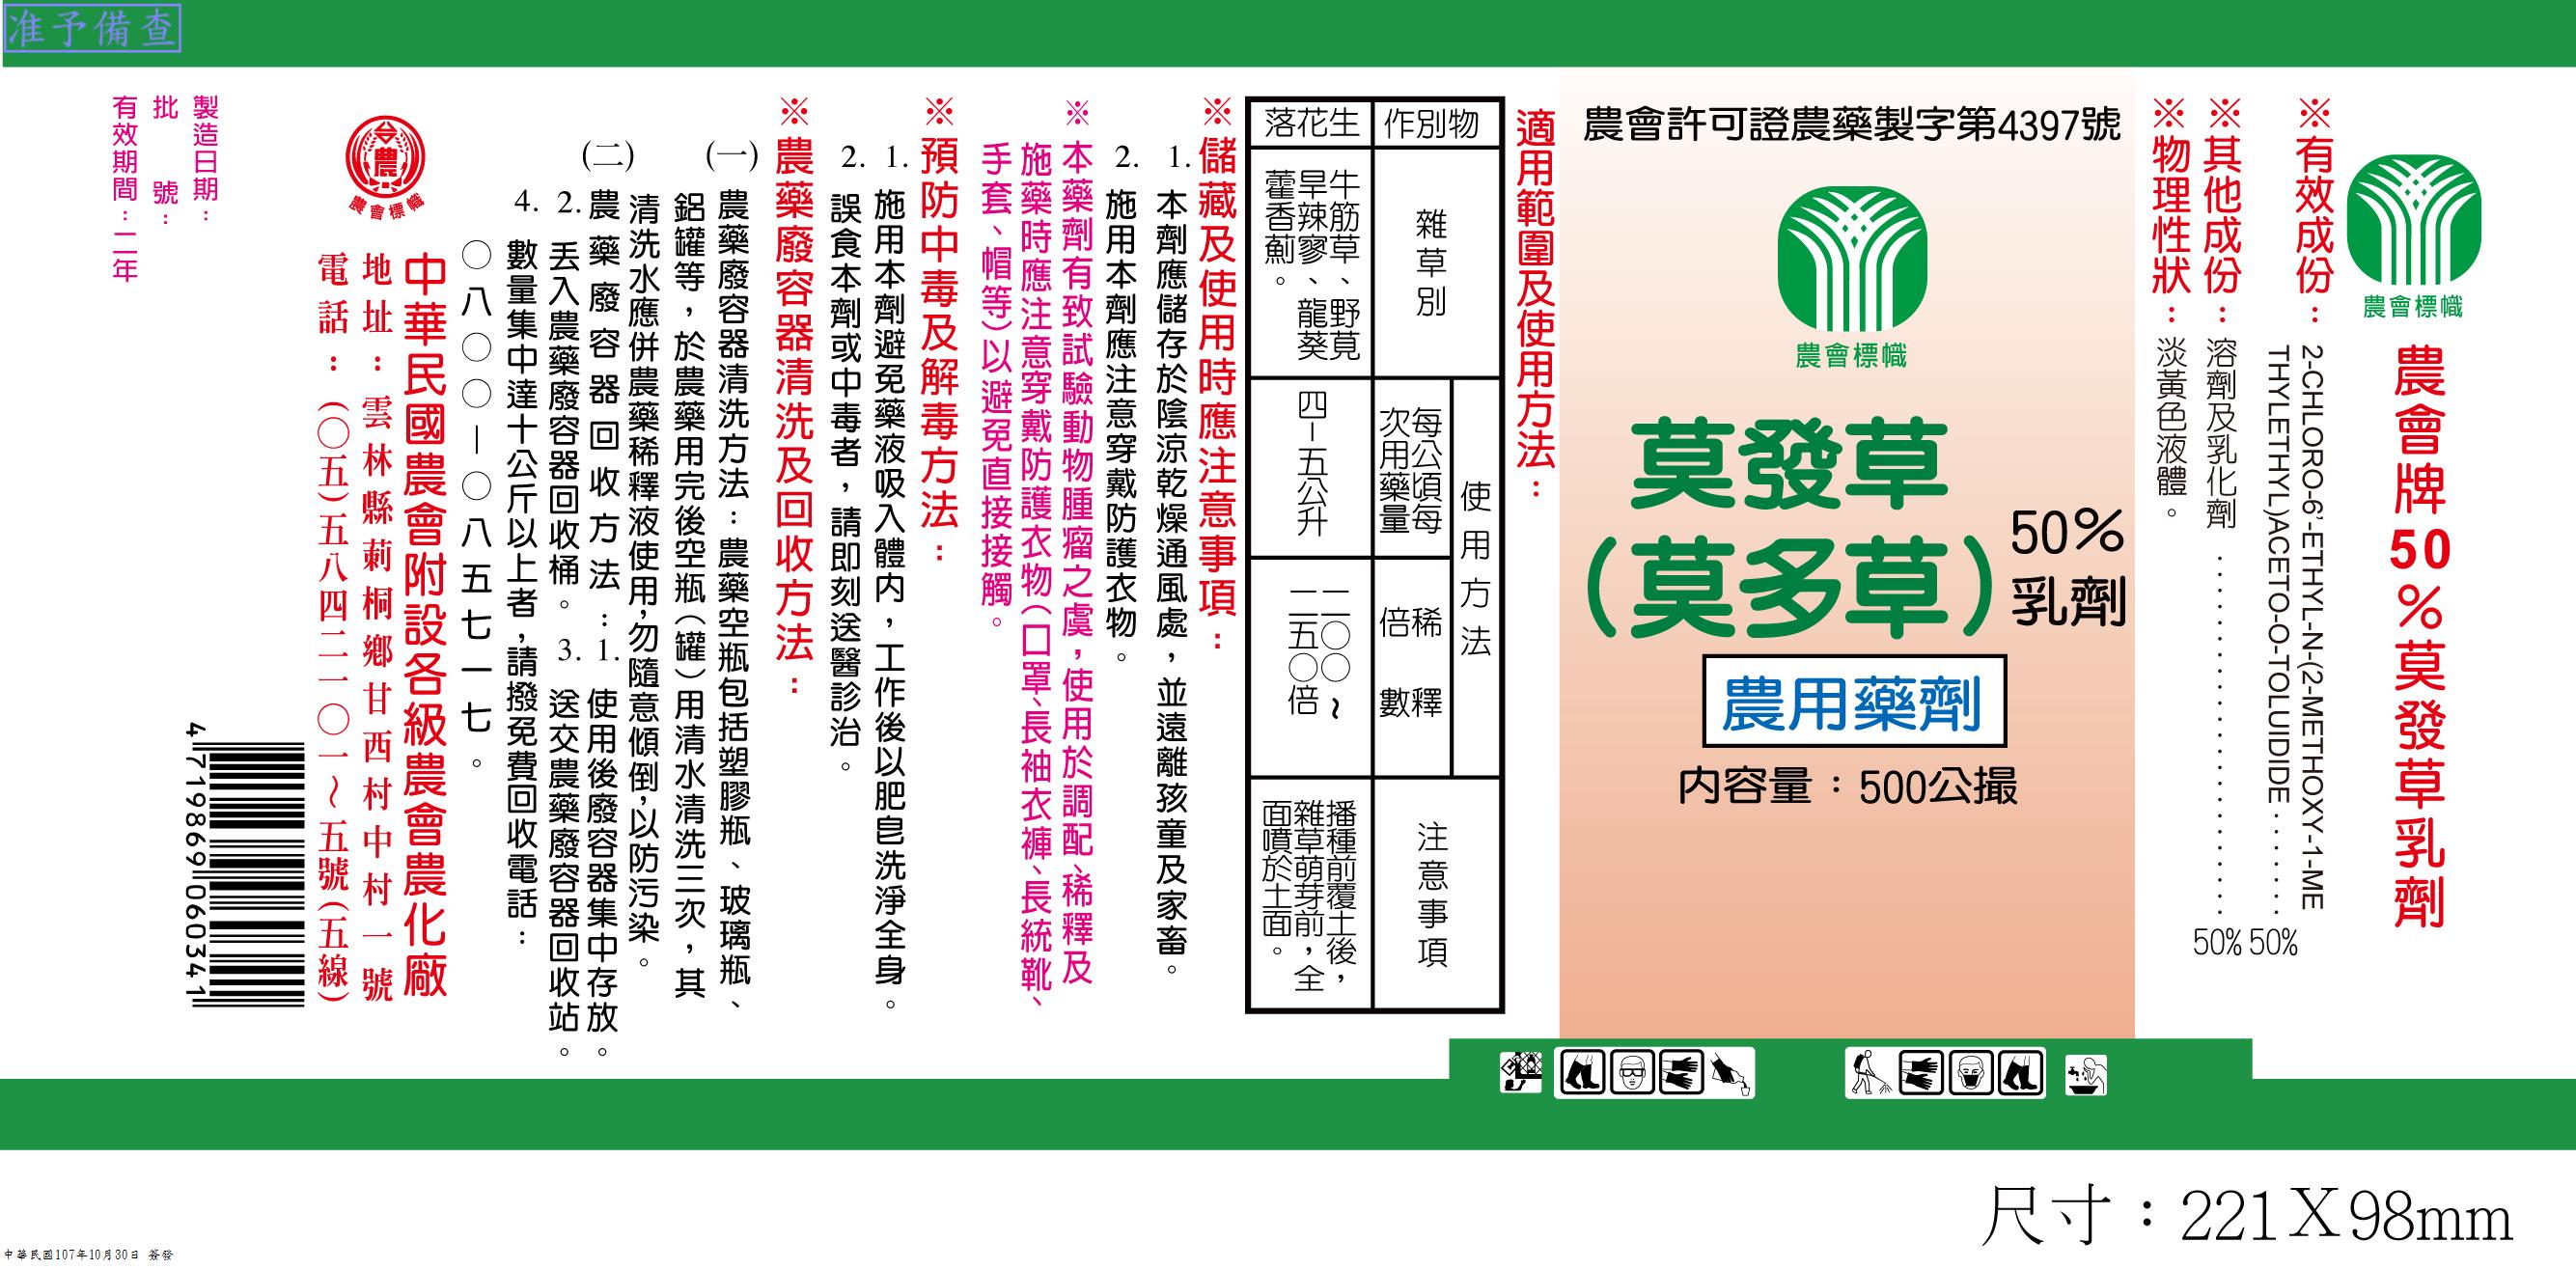 准予備查
農會標幟
農會牌50%莫發草乳劑
※有效成份：
2-CHLORO-6'-ETHYL-N-(2-METHOXY-1-ME
THYLETHYL)ACETO-O-TOLUIDIDE ........ 50%
※其他成份：溶劑及乳化劑 ........................ 50%
※物理性狀：淡黃色液體。
農會許可證農藥製字第4397號
農會標幟
莫發草
(莫多草)
50%
乳劑
農用藥劑
內容量：500公撮
適用範圍及使用方法：
作別物
雜草別
使用方法
每公頃每
次用藥量
稀釋
倍數
注意事項
落花生
牛筋草、野莧
旱辣寥、龍葵
藿香薊。
四－五公升
二〇〇～
二五〇倍
播種前覆土後，
雜草萌芽前，全
面噴於土面。
※儲藏及使用時應注意事項：
1. 本劑應儲存於陰涼乾燥通風處，並遠離孩童及家畜。
2. 施用本劑應注意穿戴防護衣物。
※本藥劑有致試驗動物腫瘤之虞，使用於調配、稀釋及
施藥時應注意穿戴防護衣物(口罩、長袖衣褲、長統靴、
手套、帽等)以避免直接接觸。
※預防中毒及解毒方法：
1. 施用本劑避免藥液吸入體內，工作後以肥皂洗淨全身。
2. 誤食本劑或中毒者，請即刻送醫診治。
※農藥廢容器清洗及回收方法：
(一)農藥廢容器清洗方法：農藥空瓶包括塑膠瓶、玻璃瓶、
鋁罐等，於農藥用完後空瓶(罐)用清水清洗三次，其
清洗水應併農藥稀釋液使用，勿隨意傾倒，以防污染。
(二)農藥廢容器回收方法：1. 使用後廢容器集中存放。
2. 丟入農藥廢容器回收桶。3. 送交農藥廢容器回收站。
4. 數量集中達十公斤以上者，請撥免費回收電話：
〇八〇〇－〇八五七一七。
農會標幟
中華民國農會附設各級農會農化廠
地址：雲林縣莿桐鄉甘西村中村一號
電話：(〇五)五八四二一〇一～五號(五線)
製造日期：
批號：
有效期間：二年
4719869060341
尺寸：221X98mm
中華民國107年10月30日 簽發